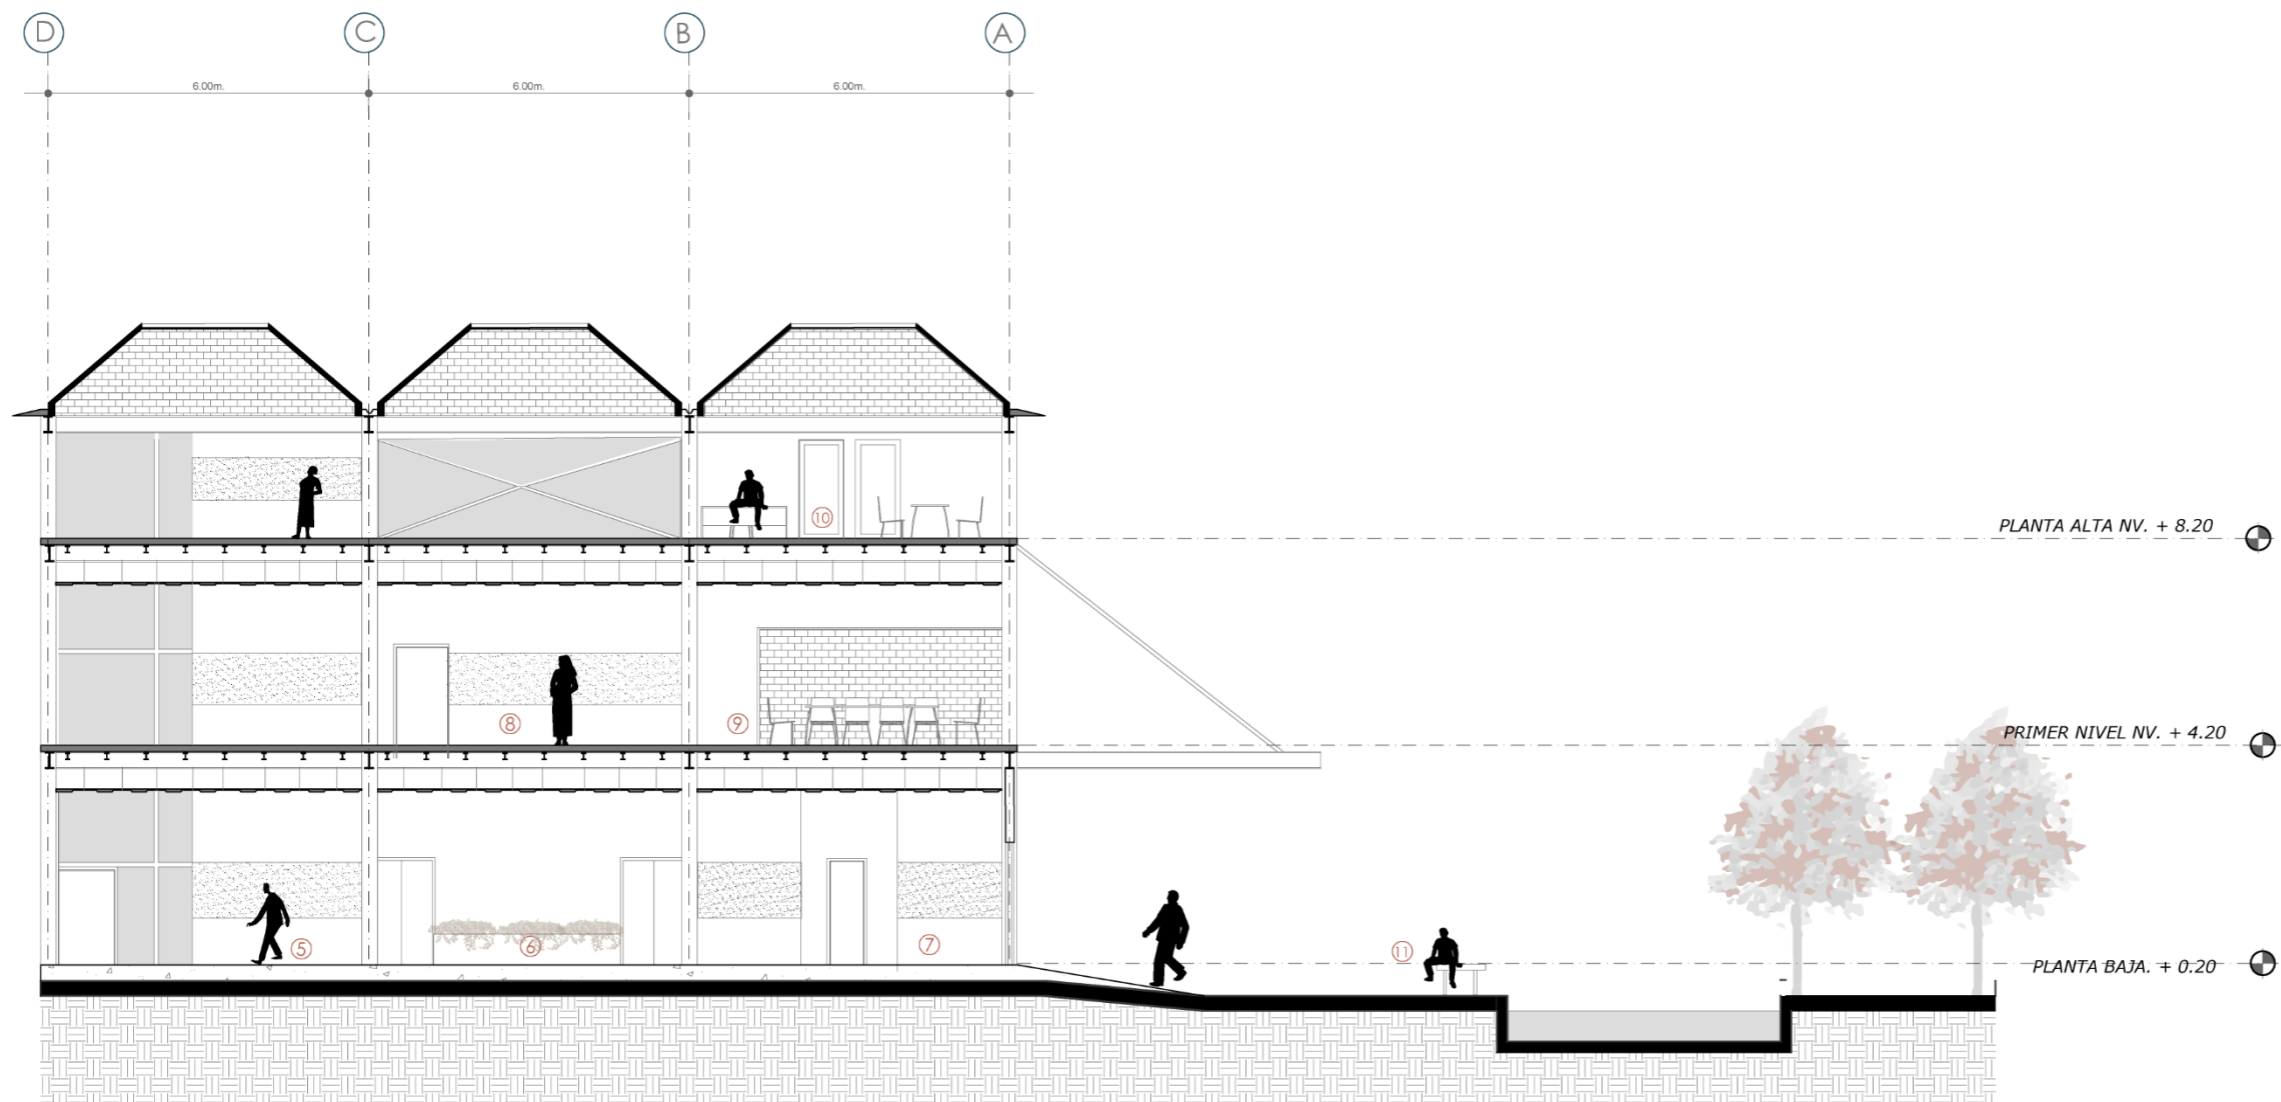 D C B A
6.00m. 6.00m. 6.00m.
10
PLANTA ALTA NV. + 8.20
8 9
PRIMER NIVEL NV. + 4.20
5 6 7 11
PLANTA BAJA. + 0.20